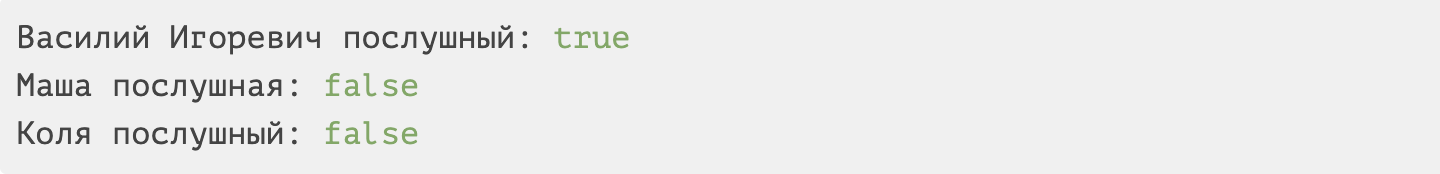 Василий Игоревич послушный: true
Маша послушная: false
Коля послушный: false